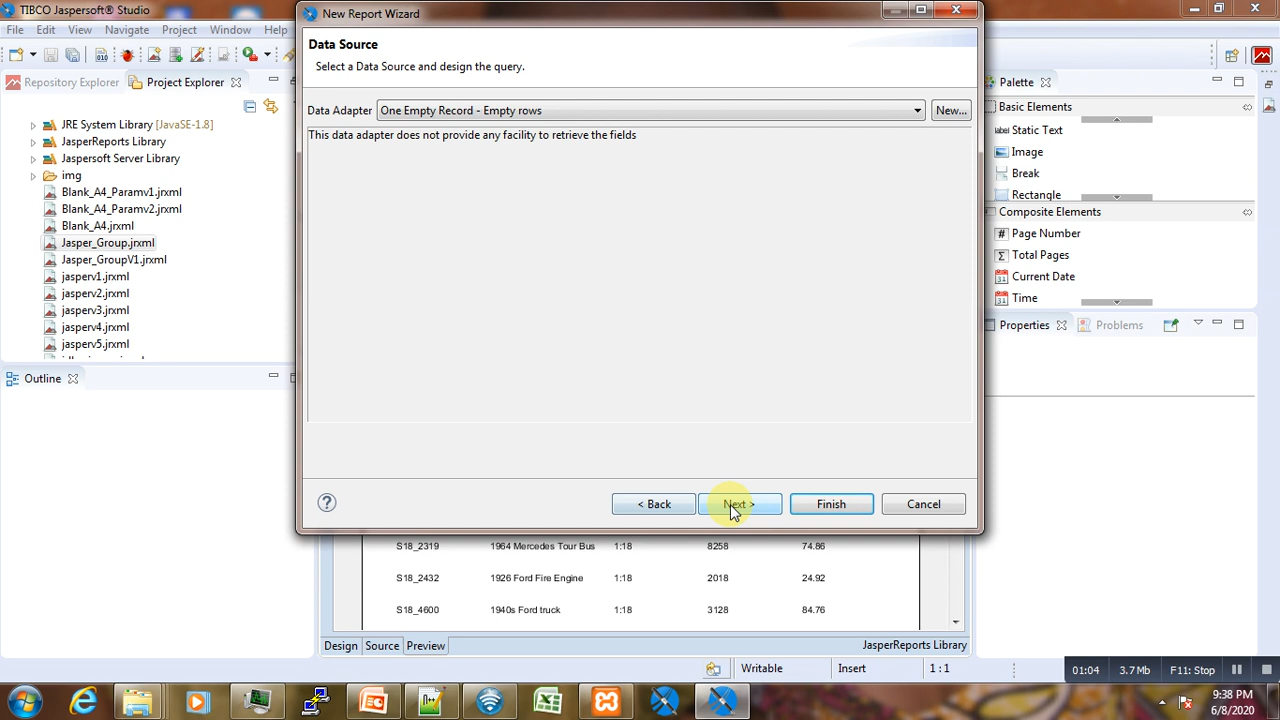 TIBCO Jaspersoft® Studio
File Edit View Navigate Project Window Help
Repository Explorer Project Explorer
JRE System Library [JavaSE-1.8]
JasperReports Library
Jaspersoft Server Library
img
Blank_A4_Paramv1.jrxml
Blank_A4_Paramv2.jrxml
Blank_A4.jrxml
Jasper_Group.jrxml
Jasper_GroupV1.jrxml
jasperv1.jrxml
jasperv2.jrxml
jasperv3.jrxml
jasperv4.jrxml
jasperv5.jrxml
Outline
New Report Wizard
Data Source
Select a Data Source and design the query.
Data Adapter One Empty Record - Empty rows New...
This data adapter does not provide any facility to retrieve the fields
< Back Next > Finish Cancel
S18_2319 1964 Mercedes Tour Bus 1:18 8258 74.86
S18_2432 1926 Ford Fire Engine 1:18 2018 24.92
S18_4600 1940s Ford truck 1:18 3128 84.76
Design Source Preview JasperReports Library
Palette
Basic Elements
label Static Text
Image
Break
Rectangle
Composite Elements
# Page Number
Σ Total Pages
31 Current Date
31 Time
Properties Problems
Writable Insert 1 : 1
01:04 3.7 Mb F11: Stop
9:38 PM
6/8/2020